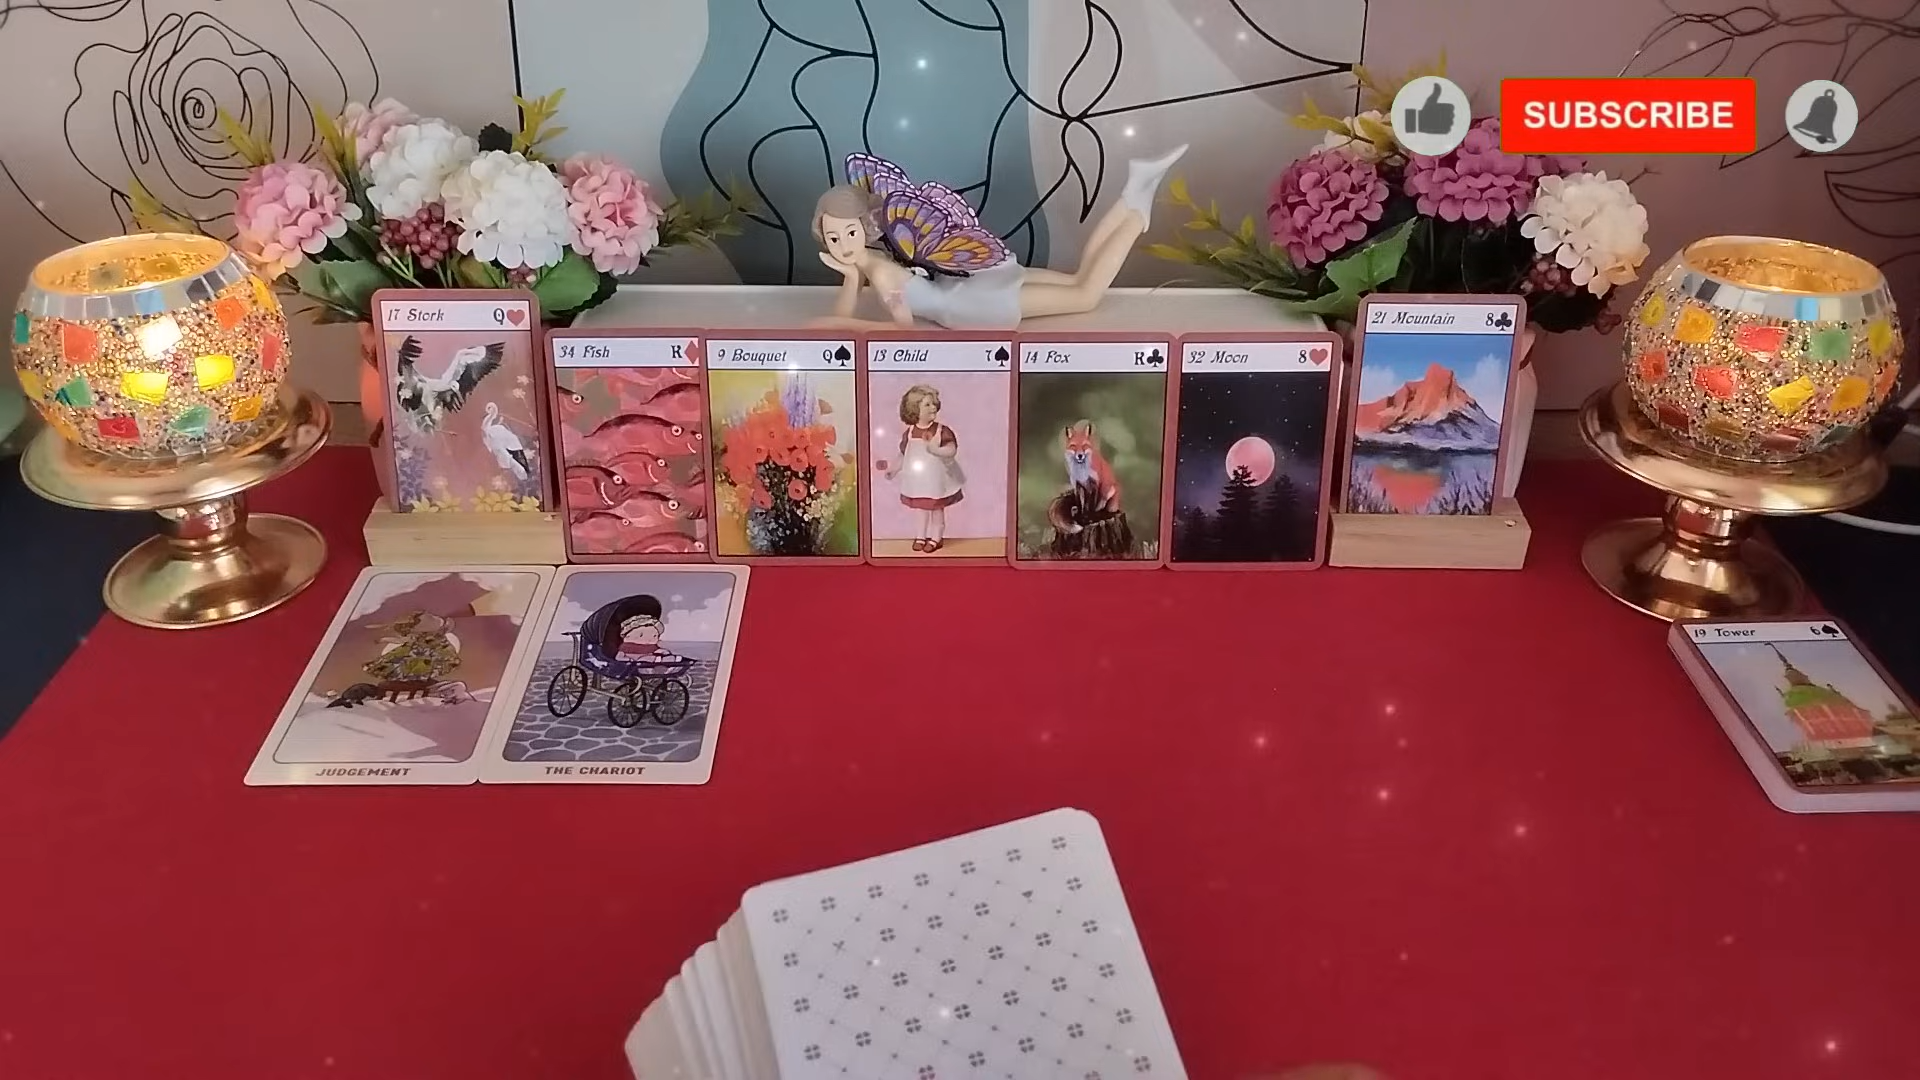 SUBSCRIBE
17 Stork Q♥
34 Fish K♦
9 Bouquet Q♠
13 Child 7♠
14 Fox K♣
32 Moon 8♥
21 Mountain 8♣
19 Tower 6♠
JUDGEMENT
THE CHARIOT